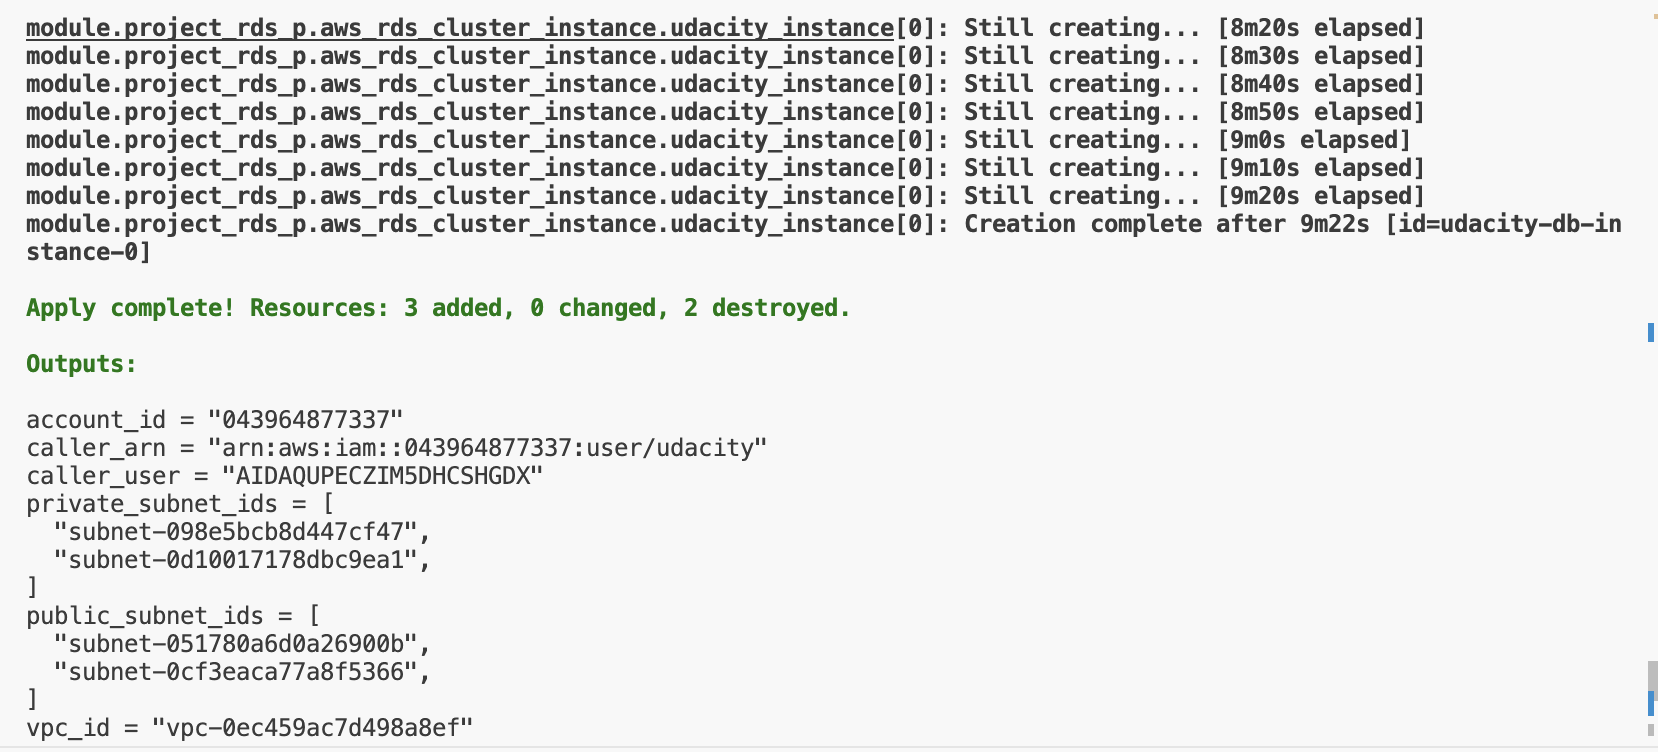 module.project_rds_p.aws_rds_cluster_instance.udacity_instance[0]: Still creating... [8m20s elapsed]
module.project_rds_p.aws_rds_cluster_instance.udacity_instance[0]: Still creating... [8m30s elapsed]
module.project_rds_p.aws_rds_cluster_instance.udacity_instance[0]: Still creating... [8m40s elapsed]
module.project_rds_p.aws_rds_cluster_instance.udacity_instance[0]: Still creating... [8m50s elapsed]
module.project_rds_p.aws_rds_cluster_instance.udacity_instance[0]: Still creating... [9m0s elapsed]
module.project_rds_p.aws_rds_cluster_instance.udacity_instance[0]: Still creating... [9m10s elapsed]
module.project_rds_p.aws_rds_cluster_instance.udacity_instance[0]: Still creating... [9m20s elapsed]
module.project_rds_p.aws_rds_cluster_instance.udacity_instance[0]: Creation complete after 9m22s [id=udacity-db-in
stance-0]
Apply complete! Resources: 3 added, 0 changed, 2 destroyed.
Outputs:
account_id = "043964877337"
caller_arn = "arn:aws:iam::043964877337:user/udacity"
caller_user = "AIDAQUPECZIM5DHCSHGDX"
private_subnet_ids = [
  "subnet-098e5bcb8d447cf47",
  "subnet-0d10017178dbc9ea1",
]
public_subnet_ids = [
  "subnet-051780a6d0a26900b",
  "subnet-0cf3eaca77a8f5366",
]
vpc_id = "vpc-0ec459ac7d498a8ef"